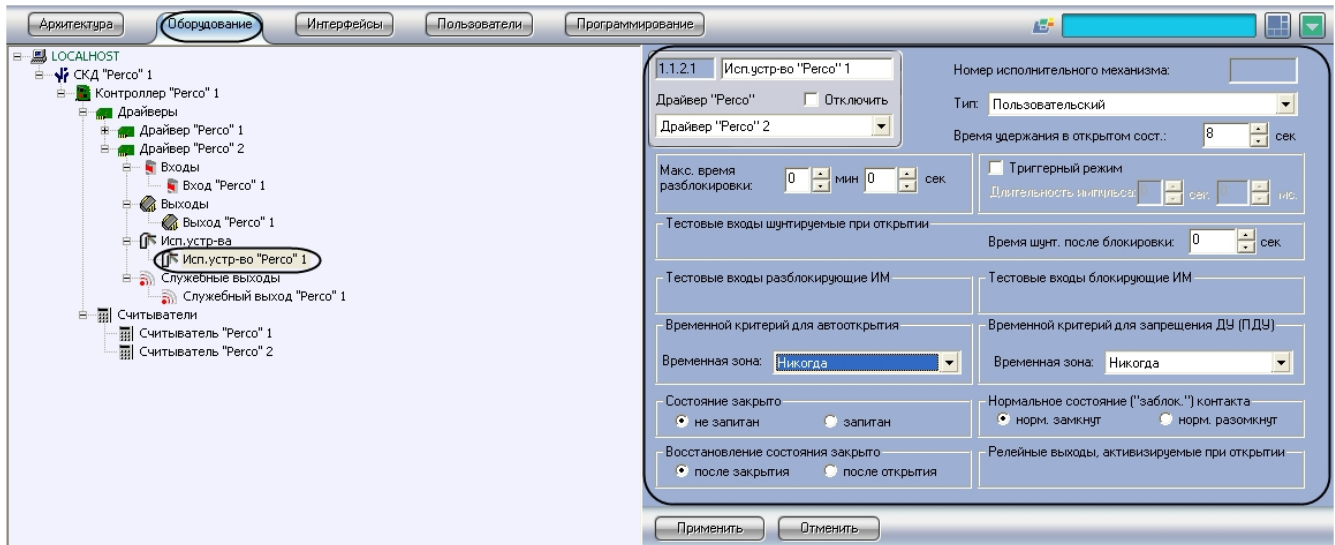 Архитектура
Оборудование
Интерфейсы
Пользователи
Программирование
LOCALHOST
СКД "Perco" 1
Контроллер "Perco" 1
Драйверы
Драйвер "Perco" 1
Драйвер "Perco" 2
Входы
Вход "Perco" 1
Выходы
Выход "Perco" 1
Исп.устр-ва
Исп.устр-во "Perco" 1
Служебные выходы
Служебный выход "Perco" 1
Считыватели
Считыватель "Perco" 1
Считыватель "Perco" 2
1.1.2.1 Исп.устр-во "Perco" 1
Драйвер "Perco" Отключить
Драйвер "Perco" 2
Номер исполнительного механизма:
Тип: Пользовательский
Время удержания в открытом сост.: 8 сек
Макс. время
разблокировки: 0 мин 0 сек
Триггерный режим
Длительность импульса: сек мс.
Тестовые входы шунтируемые при открытии
Время шунт. после блокировки: 0 сек
Тестовые входы разблокирующие ИМ
Тестовые входы блокирующие ИМ
Временной критерий для автооткрытия
Временная зона: Никогда
Временной критерий для запрещения ДУ (ПДУ)
Временная зона: Никогда
Состояние закрыто
не запитан запитан
Нормальное состояние ("заблок.") контакта
норм. замкнут норм. разомкнут
Восстановление состояния закрыто
после закрытия после открытия
Релейные выходы, активизируемые при открытии
Применить Отменить